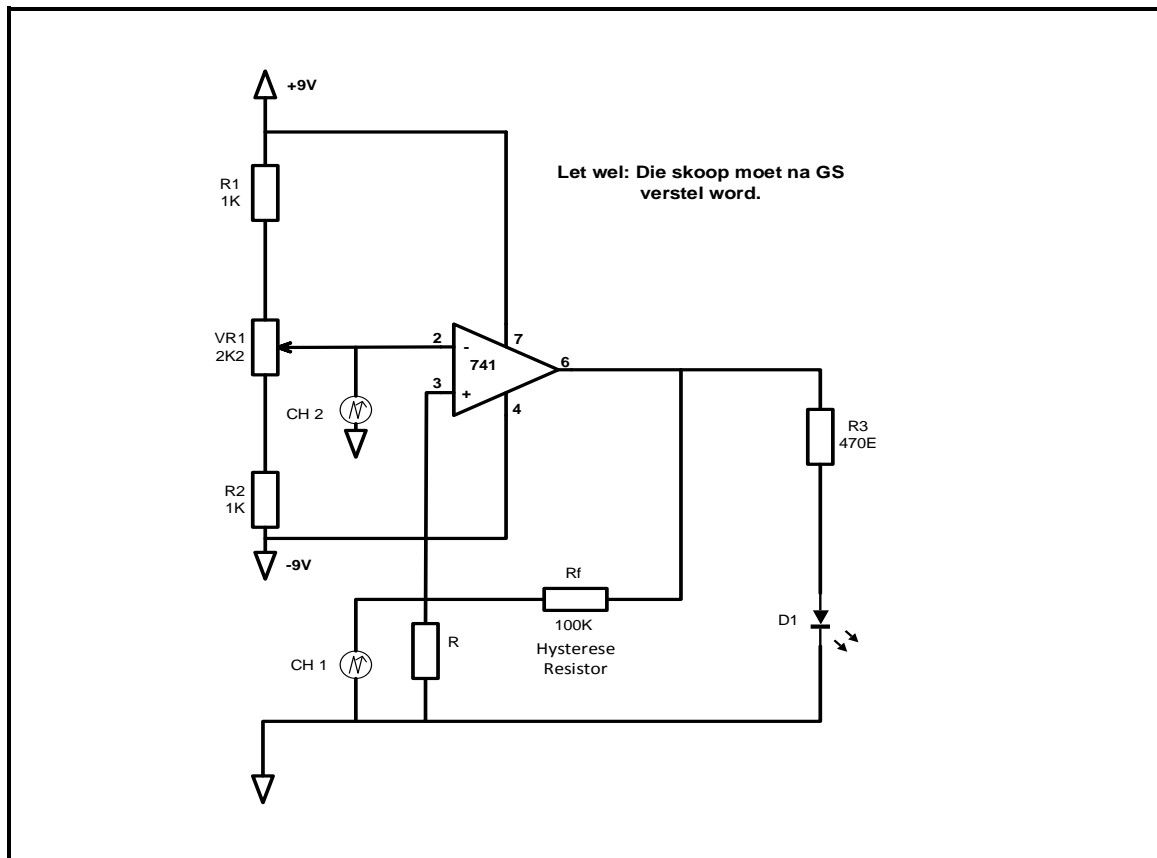 +9V
R1
1K
Let wel: Die skoop moet na GS
verstel word.
VR1
2K2
2
-
7
741
6
3
+
4
CH 2
R3
470E
R2
1K
-9V
Rf
100K
Hysterese
Resistor
D1
R
CH 1